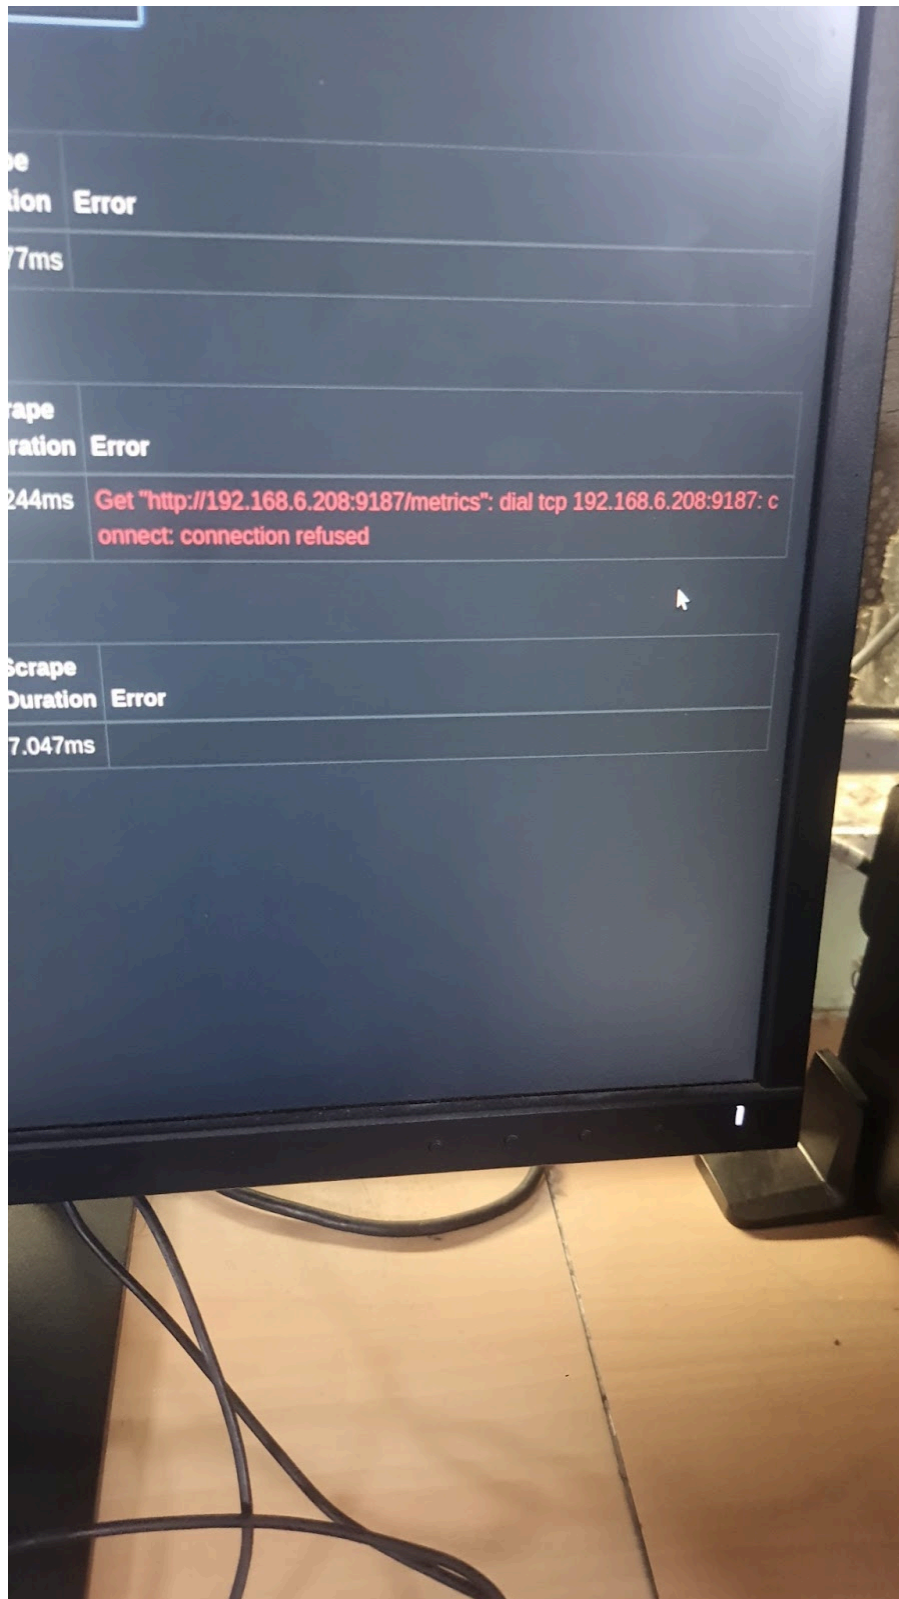 Error
77ms
Error
244ms Get "http://192.168.6.208:9187/metrics": dial tcp 192.168.6.208:9187: c
onnect: connection refused
Scrape
Duration Error
7.047ms